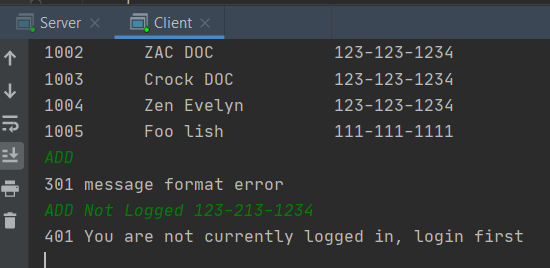 Server Client
1002 ZAC DOC 123-123-1234
1003 Crock DOC 123-123-1234
1004 Zen Evelyn 123-123-1234
1005 Foo lish 111-111-1111
ADD
301 message format error
ADD Not Logged 123-213-1234
401 You are not currently logged in, login first